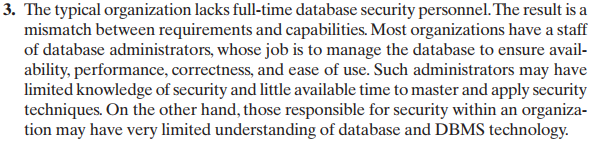 3. The typical organization lacks full-time database security personnel. The result is a
mismatch between requirements and capabilities. Most organizations have a staff
of database administrators, whose job is to manage the database to ensure avail-
ability, performance, correctness, and ease of use. Such administrators may have
limited knowledge of security and little available time to master and apply security
techniques. On the other hand, those responsible for security within an organiza-
tion may have very limited understanding of database and DBMS technology.